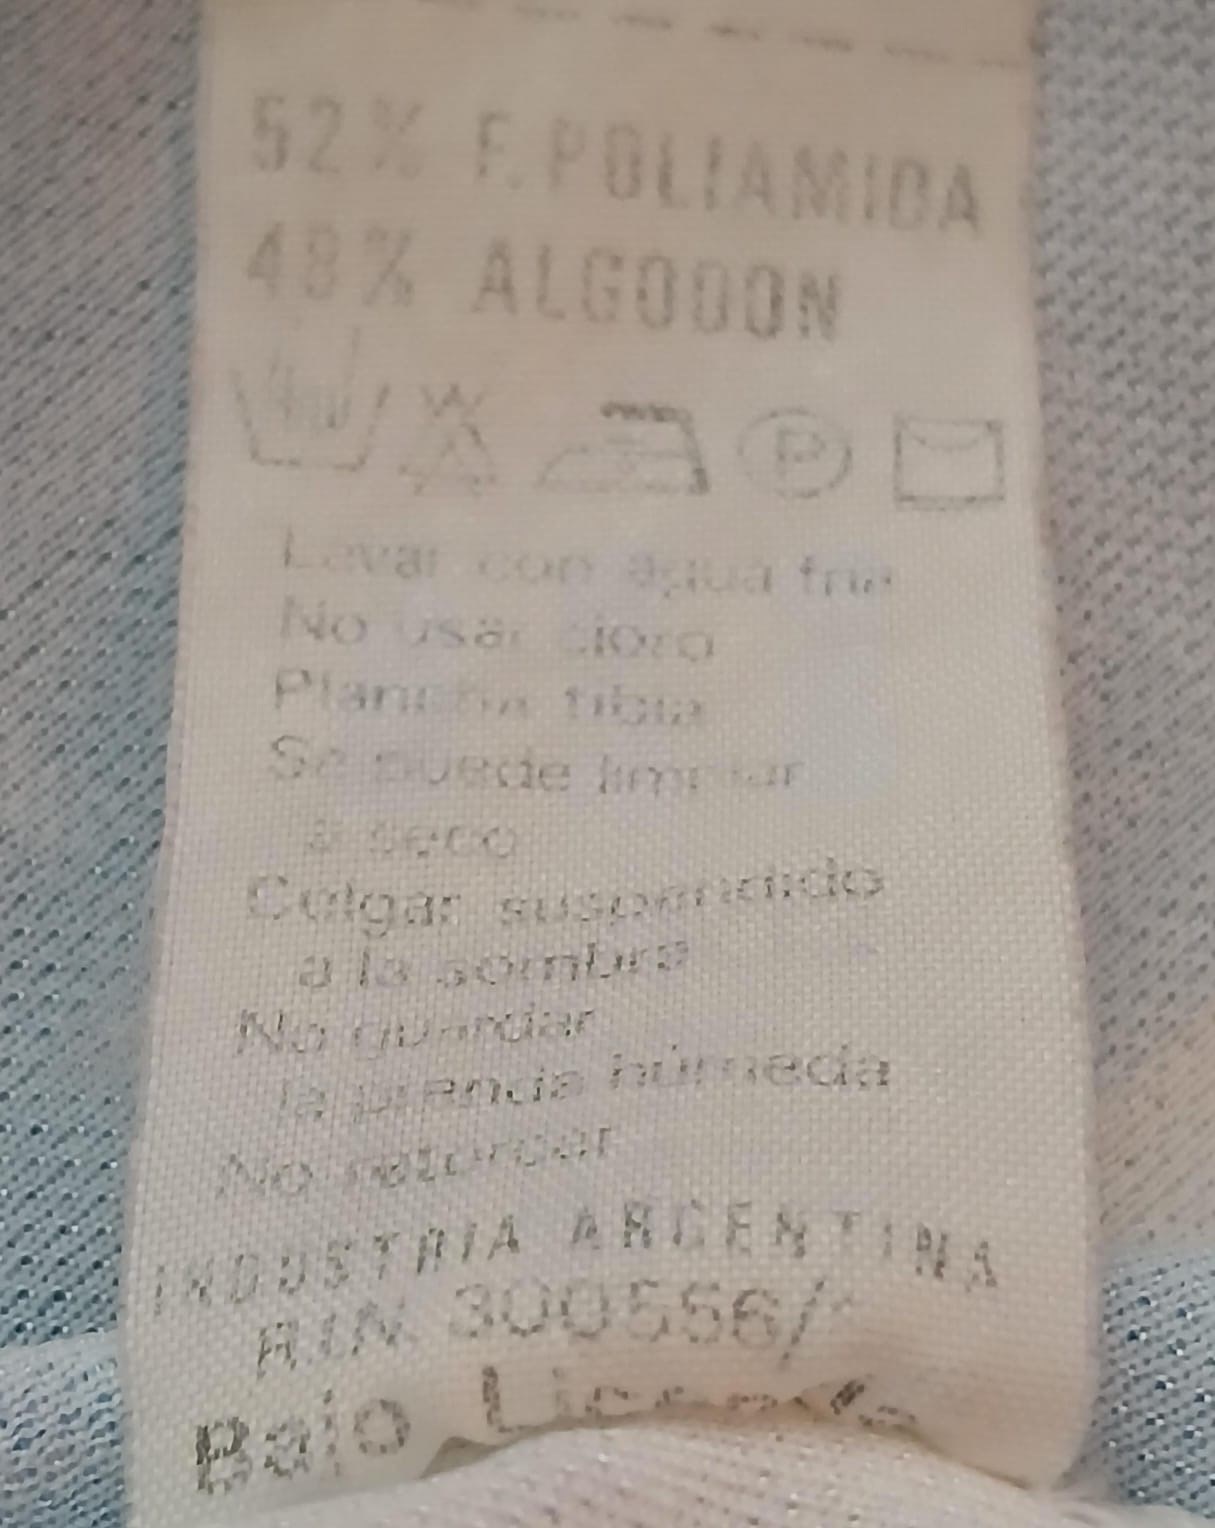 52% F. POLIAMIDA
48% ALGODON
P
Lavar con agua fria
No usar cloro
Plancha tibia
Se puede limpiar
a seco
Colgar suspendido
a la sombra
No guardar
la prenda húmeda
No retorcer
INDUSTRIA ARGENTINA
R.I.N. 300556/
Bajo Licencia